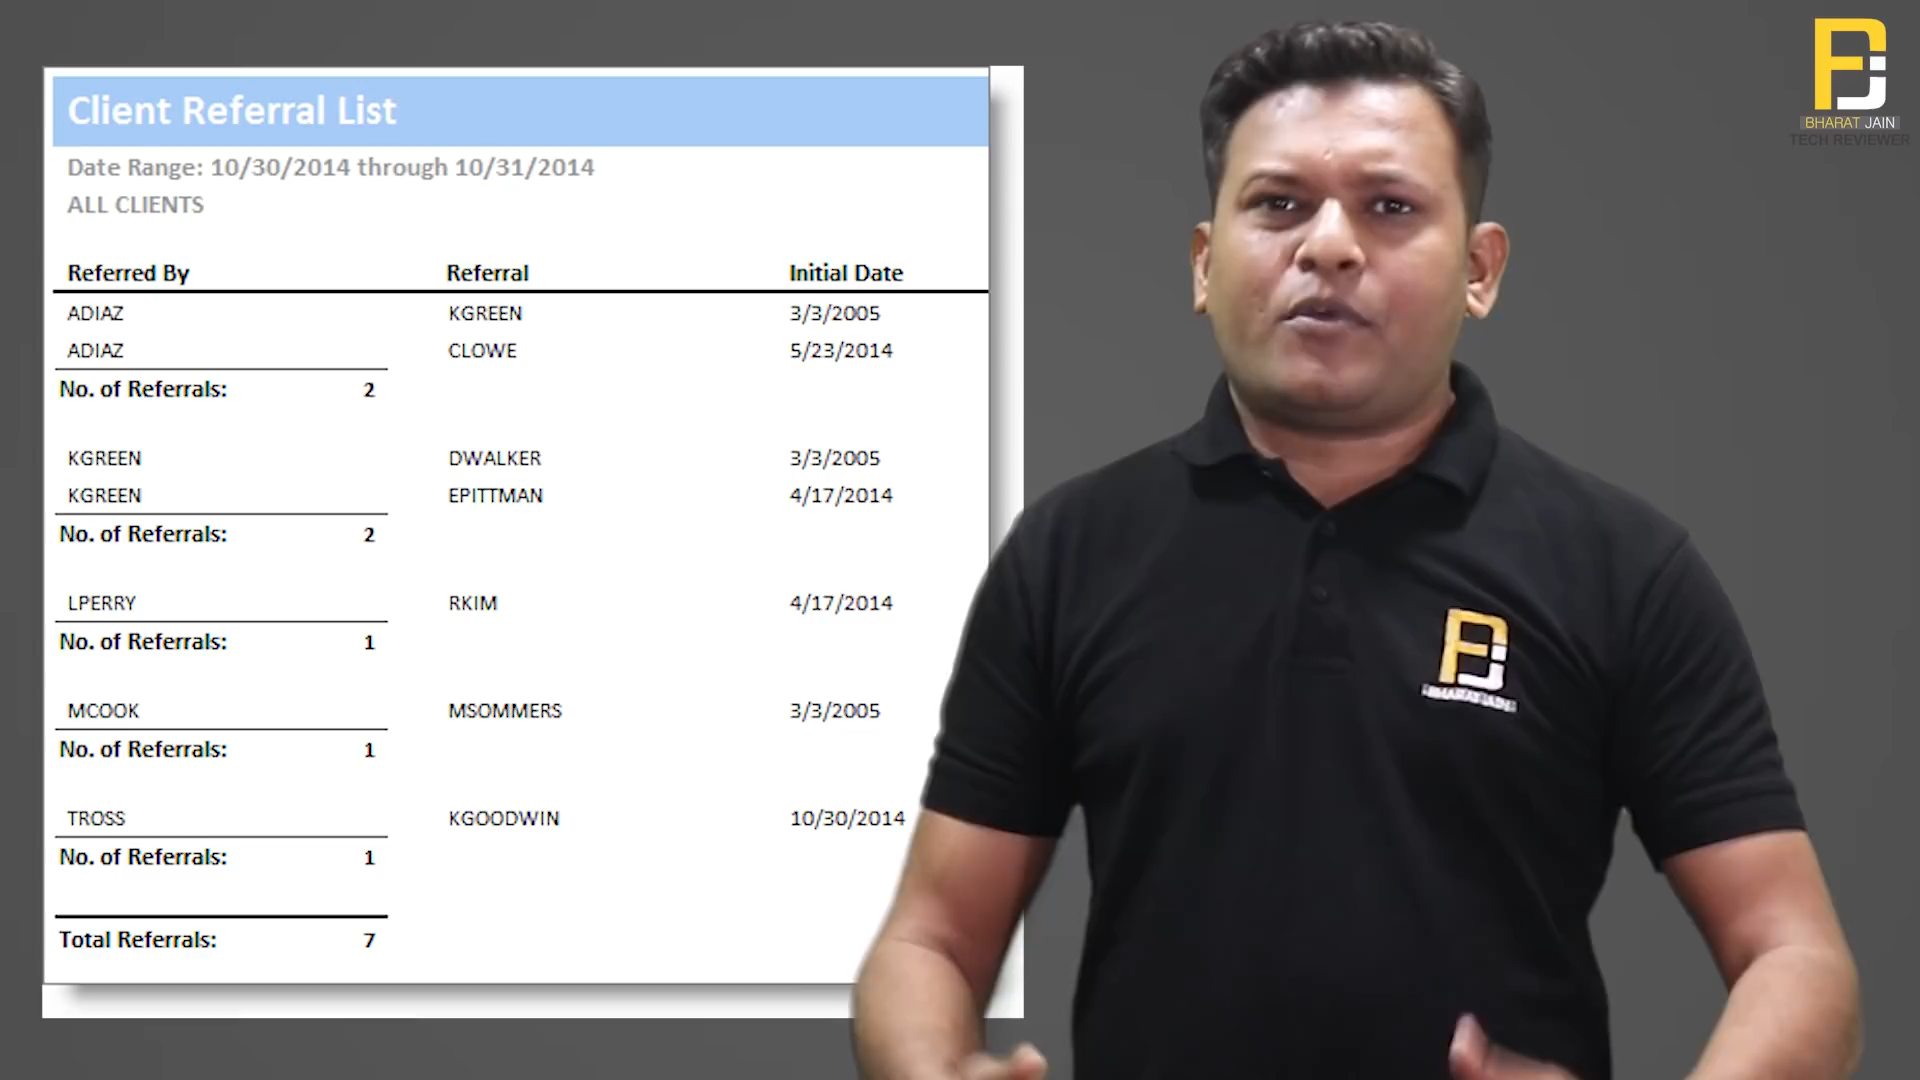 Client Referral List
Date Range: 10/30/2014 through 10/31/2014
ALL CLIENTS
Referred By Referral Initial Date
ADIAZ KGREEN 3/3/2005
ADIAZ CLOWE 5/23/2014
No. of Referrals: 2
KGREEN DWALKER 3/3/2005
KGREEN EPITTMAN 4/17/2014
No. of Referrals: 2
LPERRY RKIM 4/17/2014
No. of Referrals: 1
MCOOK MSOMMERS 3/3/2005
No. of Referrals: 1
TROSS KGOODWIN 10/30/2014
No. of Referrals: 1
Total Referrals: 7
BHARAT JAIN
TECH REVIEWER
BHARAT JAIN